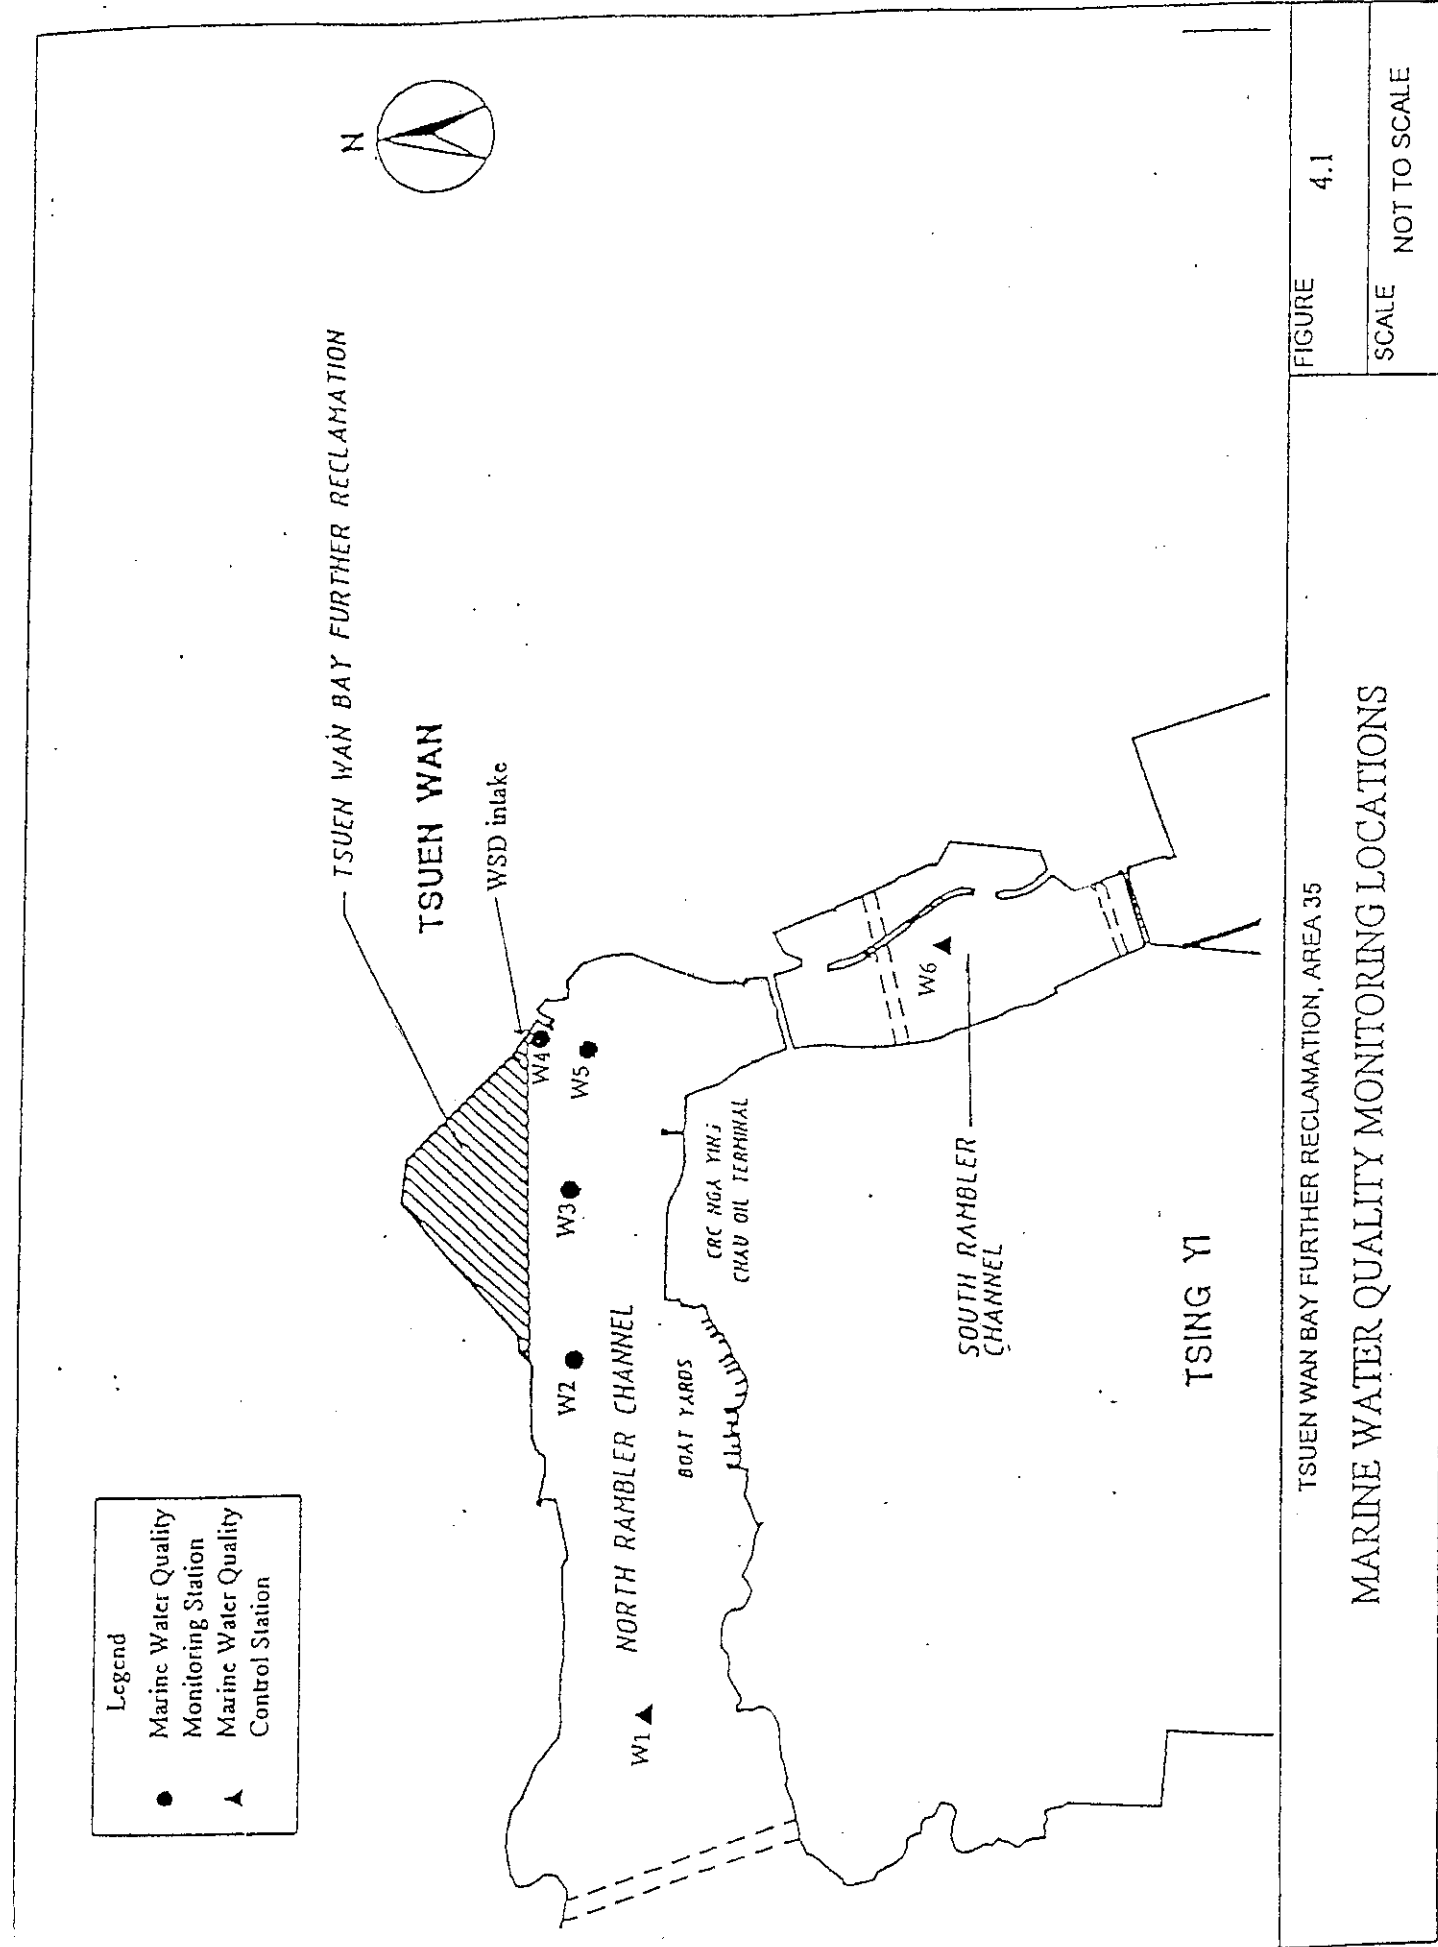 Legend
Marine Water Quality
Monitoring Station
Marine Water Quality
Control Station
N
TSUEN WAN BAY FURTHER RECLAMATION
TSUEN WAN
WSD intake
W4
W5
W3
W2
W1
NORTH RAMBLER CHANNEL
BOAT YARDS
CRC NGA YING
CHAU OIL TERMINAL
W6
SOUTH RAMBLER
CHANNEL
TSING YI
TSUEN WAN BAY FURTHER RECLAMATION, AREA 35
MARINE WATER QUALITY MONITORING LOCATIONS
FIGURE
4.1
SCALE
NOT TO SCALE